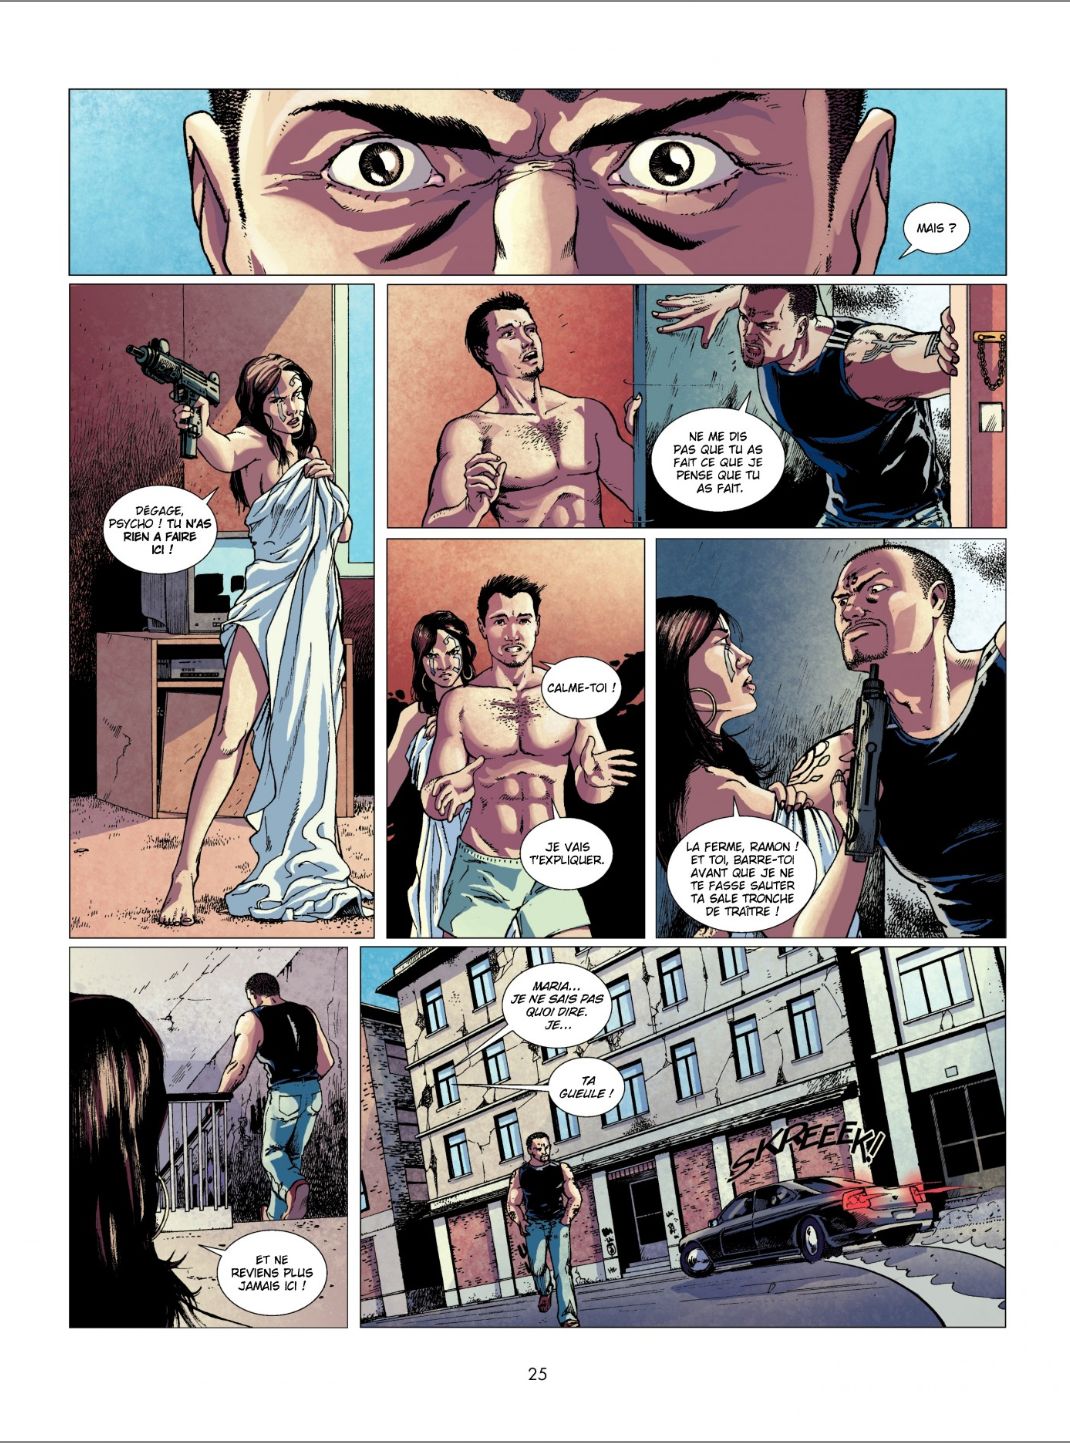 MAIS ?
DÉGAGE,
PSYCHO ! TU N'AS
RIEN A FAIRE
ICI !
NE ME DIS
PAS QUE TU AS
FAIT CE QUE JE
PENSE QUE TU
AS FAIT.
CALME-TOI !
JE VAIS
T'EXPLIQUER.
LA FERME, RAMON !
ET TOI, BARRE-TOI
AVANT QUE JE NE
TE FASSE SAUTER
TA SALE TRONCHE
DE TRAÎTRE !
ET NE
REVIENS PLUS
JAMAIS ICI !
MARIA...
JE NE SAIS PAS
QUOI DIRE.
JE...
TA
GUEULE !
SKREEEK!
25